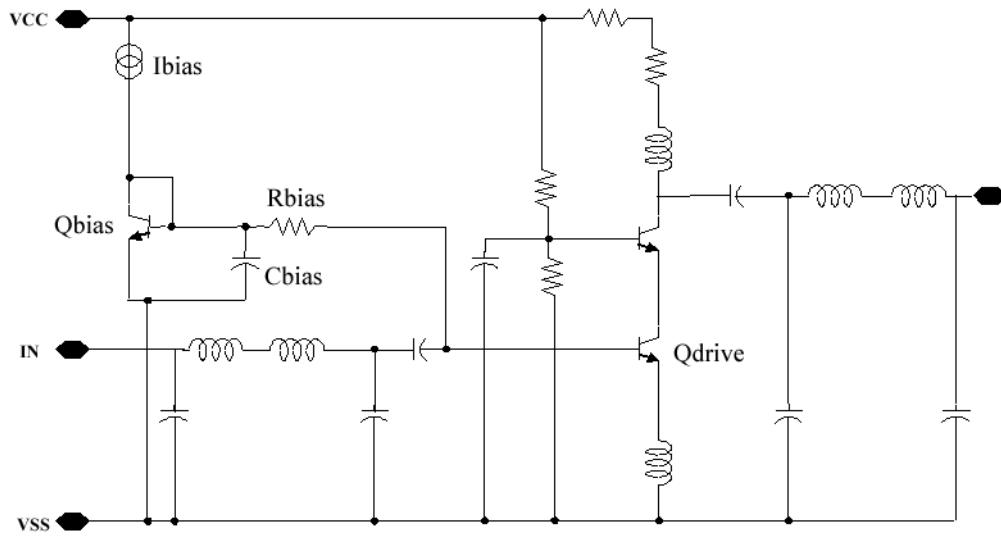 VCC
Ibias
Rbias
Qbias
Cbias
IN
Qdrive
VSS